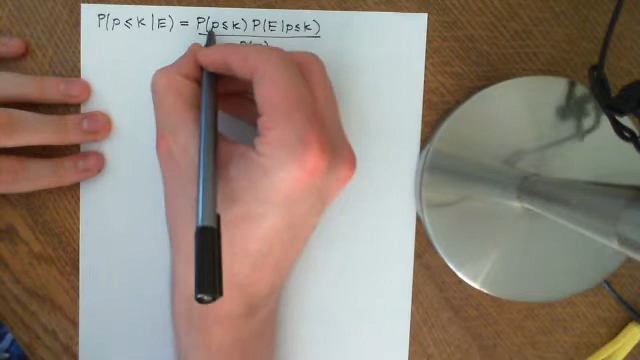 P(p ≤ k | E) = P(p ≤ k) P(E | p ≤ k)